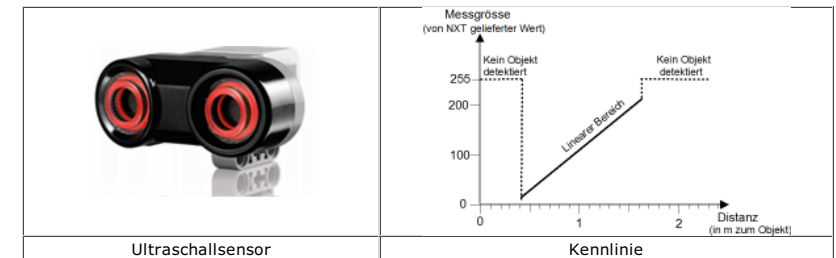 Messgrösse
(von NXT gelieferter Wert)
Kein Objekt
detektiert
Kein Objekt
detektiert
255
200
Linearer Bereich
100
0
0
1
2
Distanz
(in m zum Objekt)
Ultraschallsensor
Kennlinie